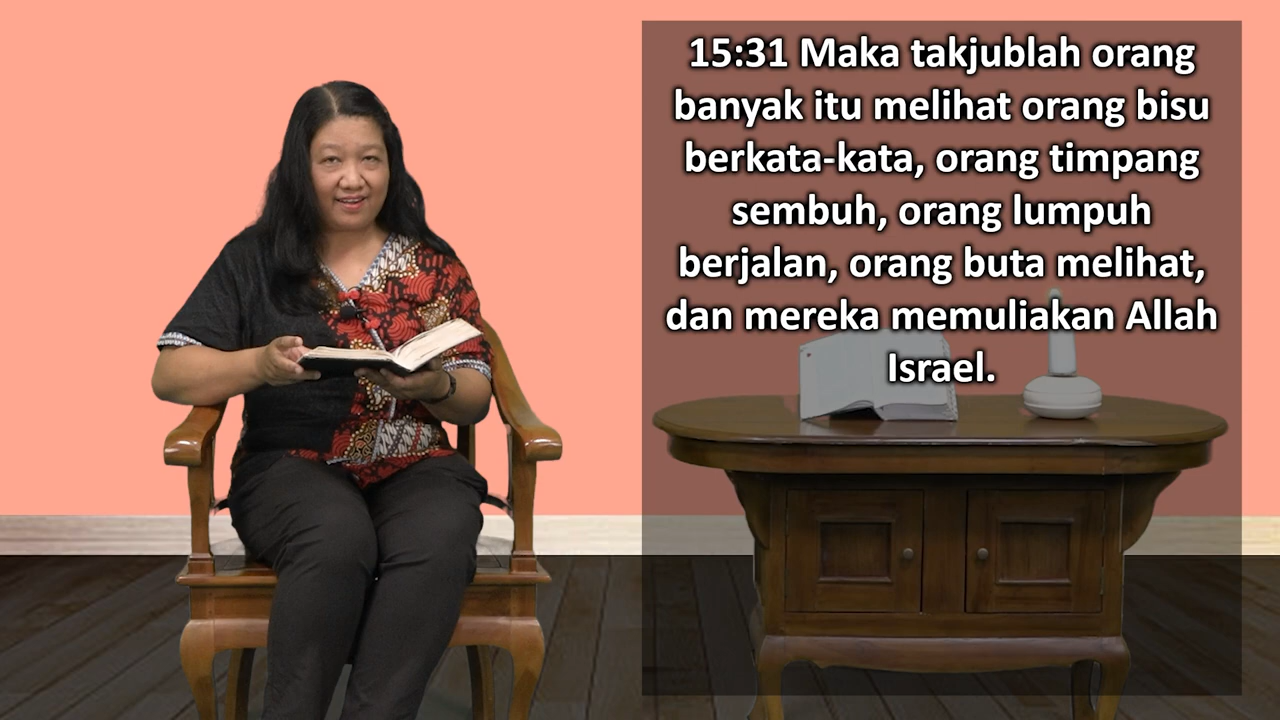 15:31 Maka takjublah orang
banyak itu melihat orang bisu
berkata-kata, orang timpang
sembuh, orang lumpuh
berjalan, orang buta melihat,
dan mereka memuliakan Allah
Israel.